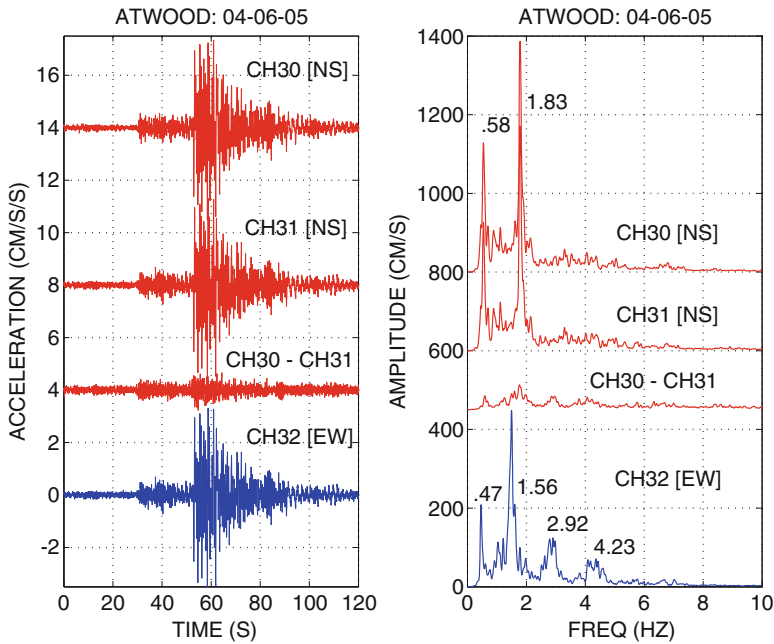 ATWOOD: 04-06-05
ACCELERATION (CM/S/S)
16
14
12
10
8
6
4
2
0
-2
CH30 [NS]
CH31 [NS]
CH30 - CH31
CH32 [EW]
0 20 40 60 80 100 120
TIME (S)
ATWOOD: 04-06-05
AMPLITUDE (CM/S)
1400
1200
1000
800
600
400
200
0
.58
1.83
CH30 [NS]
CH31 [NS]
CH30 - CH31
CH32 [EW]
.47
1.56
2.92
4.23
0 2 4 6 8 10
FREQ (HZ)